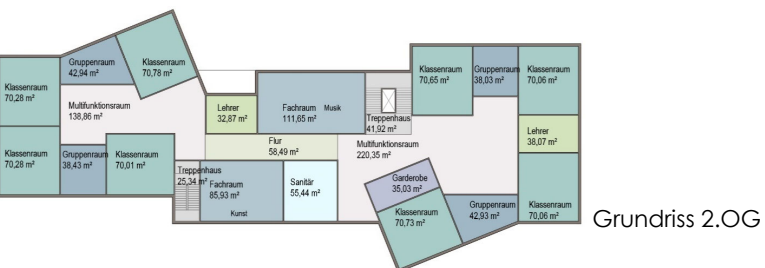 Gruppenraum
42,94 m²
Klassenraum
70,78 m²
Klassenraum
70,28 m²
Multifunktionsraum
138,86 m²
Klassenraum
70,28 m²
Gruppenraum
38,43 m²
Klassenraum
70,01 m²
Lehrer
32,87 m²
Fachraum Musik
111,65 m²
Treppenhaus
41,92 m²
Flur
58,49 m²
Multifunktionsraum
220,35 m²
Treppenhaus
25,34 m²
Fachraum
85,93 m²
Kunst
Sanitär
55,44 m²
Klassenraum
70,65 m²
Gruppenraum
38,03 m²
Klassenraum
70,06 m²
Lehrer
38,07 m²
Garderobe
35,03 m²
Klassenraum
70,73 m²
Gruppenraum
42,93 m²
Klassenraum
70,06 m²
Grundriss 2.OG